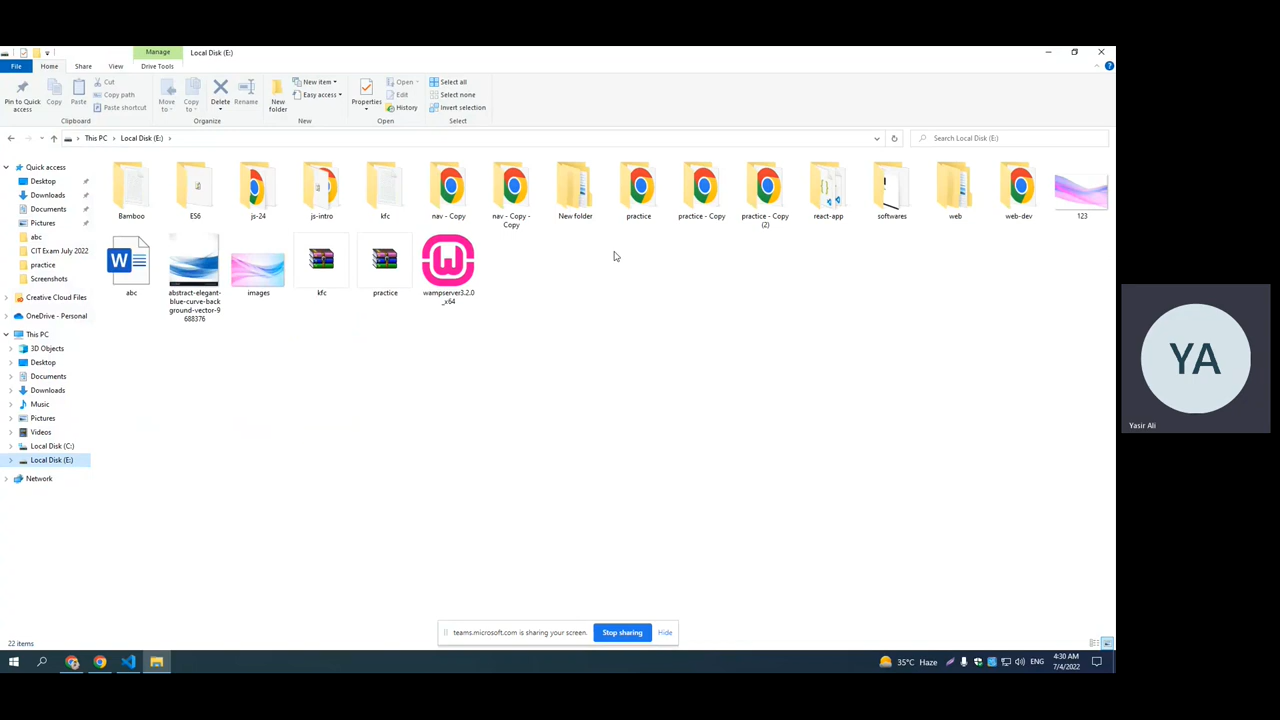 Manage
Local Disk (E:)
File
Home
Share
View
Drive Tools
Pin to Quick access
Copy
Paste
Cut
Copy path
Paste shortcut
Clipboard
Move to
Copy to
Delete
Rename
Organize
New folder
New item
Easy access
New
Properties
Open
Edit
History
Open
Select all
Select none
Invert selection
Select
This PC
Local Disk (E:)
Search Local Disk (E:)
Quick access
Desktop
Downloads
Documents
Pictures
abc
CIT Exam July 2022
practice
Screenshots
Creative Cloud Files
OneDrive - Personal
This PC
3D Objects
Desktop
Documents
Downloads
Music
Pictures
Videos
Local Disk (C:)
Local Disk (E:)
Network
Bamboo
ES6
js-24
js-intro
kfc
nav - Copy
nav - Copy -
Copy
New folder
practice
practice - Copy
practice - Copy
(2)
react-app
softwares
web
web-dev
123
W
abc
abstract-elegant-
blue-curve-back
ground-vector-9
688376
images
kfc
practice
wampserver3.2.0
_x64
22 items
teams.microsoft.com is sharing your screen.
Stop sharing
Hide
35°C Haze
ENG
4:30 AM
7/4/2022
YA
Yasir Ali